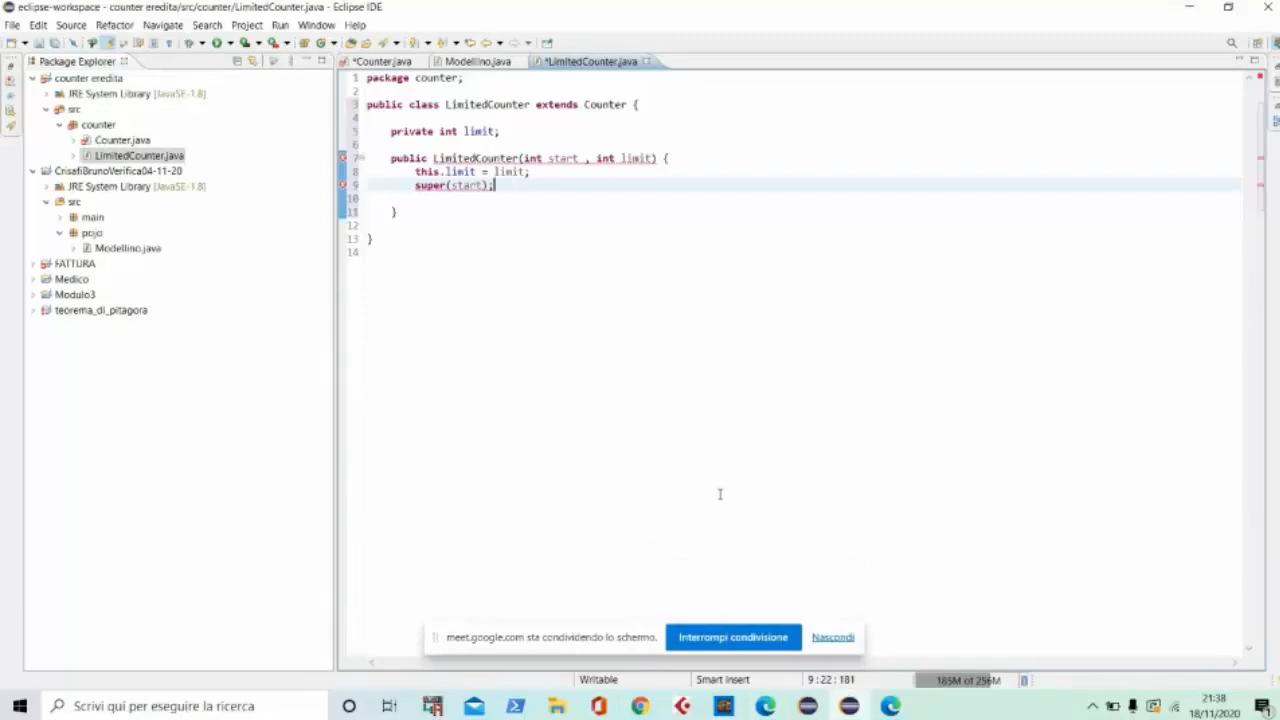 eclipse-workspace - counter eredita/src/counter/LimitedCounter.java - Eclipse IDE
File Edit Source Refactor Navigate Search Project Run Window Help
Package Explorer
*Counter.java
Modellino.java
*LimitedCounter.java
counter eredita
JRE System Library [JavaSE-1.8]
src
counter
Counter.java
LimitedCounter.java
CrisafiBrunoVerifica04-11-20
JRE System Library [JavaSE-1.8]
src
main
pojo
Modellino.java
FATTURA
Medico
Modulo3
teorema_di_pitagora
1 package counter;
2
3 public class LimitedCounter extends Counter {
4
5 private int limit;
6
7 public LimitedCounter(int start , int limit) {
8 this.limit = limit;
9 super(start);
10
11 }
12
13 }
14
meet.google.com sta condividendo lo schermo. Interrompi condivisione Nascondi
Writable Smart Insert 9 : 22 : 181 185M of 256M
Scrivi qui per eseguire la ricerca
21:38
18/11/2020